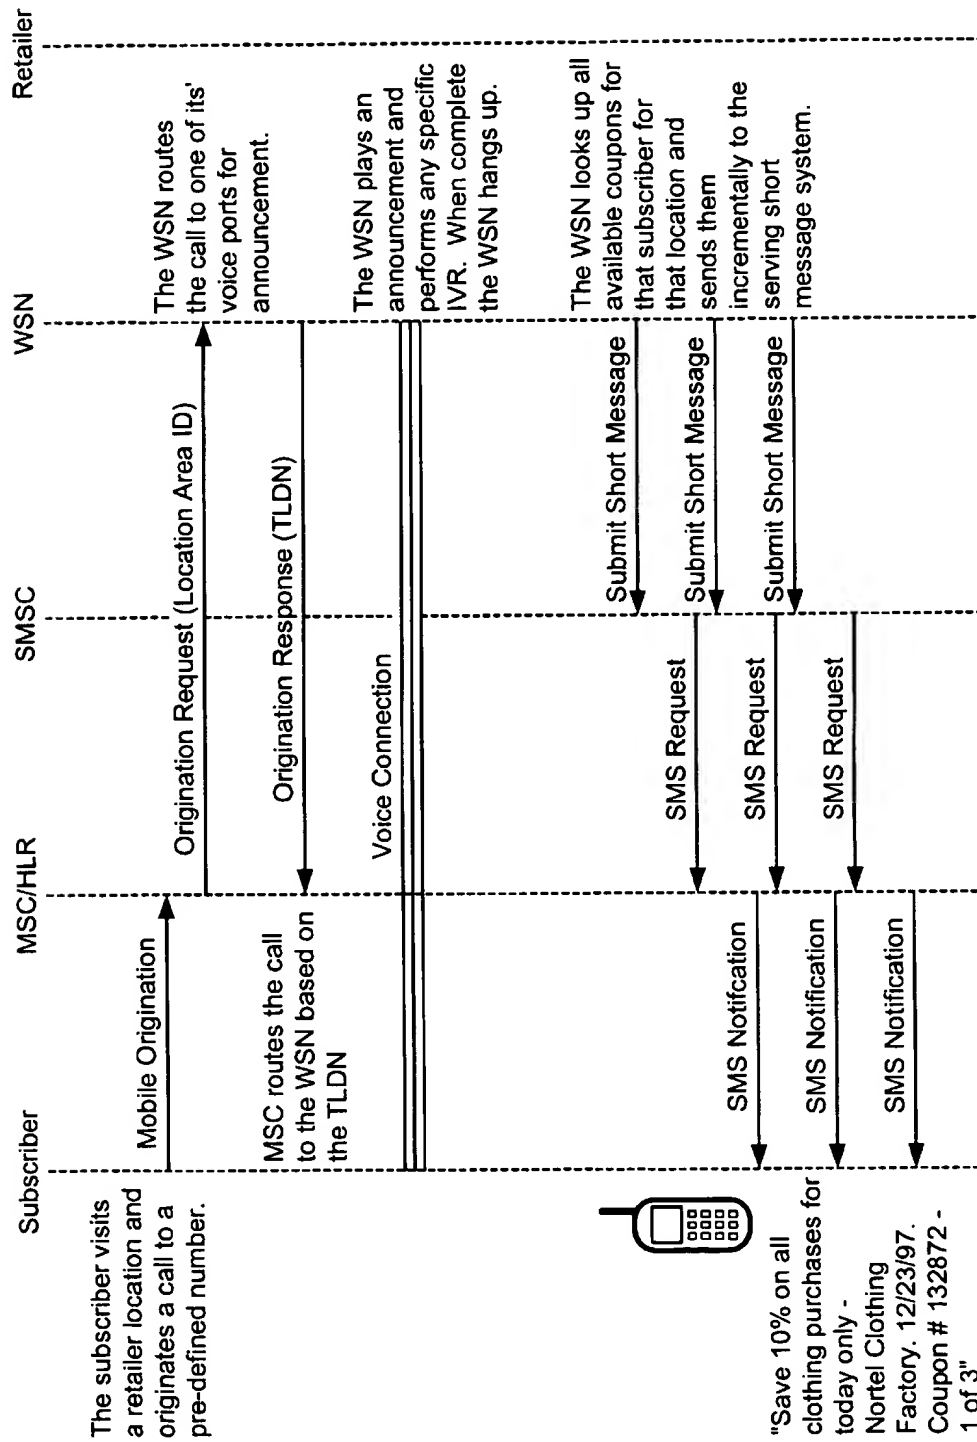 Subscriber
MSC/HLR
SMSC
WSN
Retailer
The subscriber visits
a retailer location and
originates a call to a
pre-defined number.
Mobile Origination
Origination Request (Location Area ID)
The WSN routes
the call to one of its'
voice ports for
announcement.
MSC routes the call
to the WSN based on
the TLDN
Origination Response (TLDN)
Voice Connection
The WSN plays an
announcement and
performs any specific
IVR. When complete
the WSN hangs up.
The WSN looks up all
available coupons for
that subscriber for
that location and
sends them
incrementally to the
serving short
message system.
Submit Short Message
SMS Request
SMS Notifcation
Submit Short Message
SMS Request
SMS Notification
Submit Short Message
SMS Request
SMS Notification
"Save 10% on all
clothing purchases for
today only -
Nortel Clothing
Factory. 12/23/97.
Coupon # 132872 -
1 of 3"